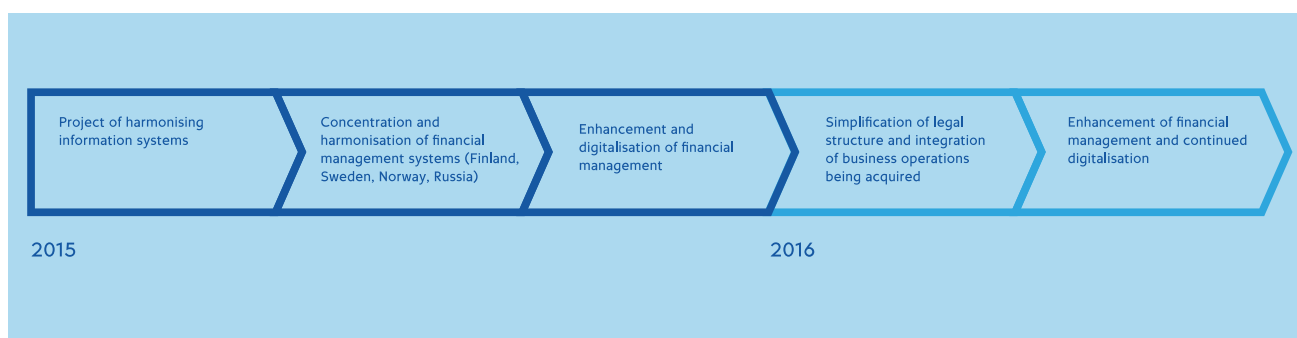 Project of harmonising
information systems
Concentration and
harmonisation of financial
management systems (Finland,
Sweden, Norway, Russia)
Enhancement and
digitalisation of financial
management
Simplification of legal
structure and integration
of business operations
being acquired
Enhancement of financial
management and continued
digitalisation
2015
2016